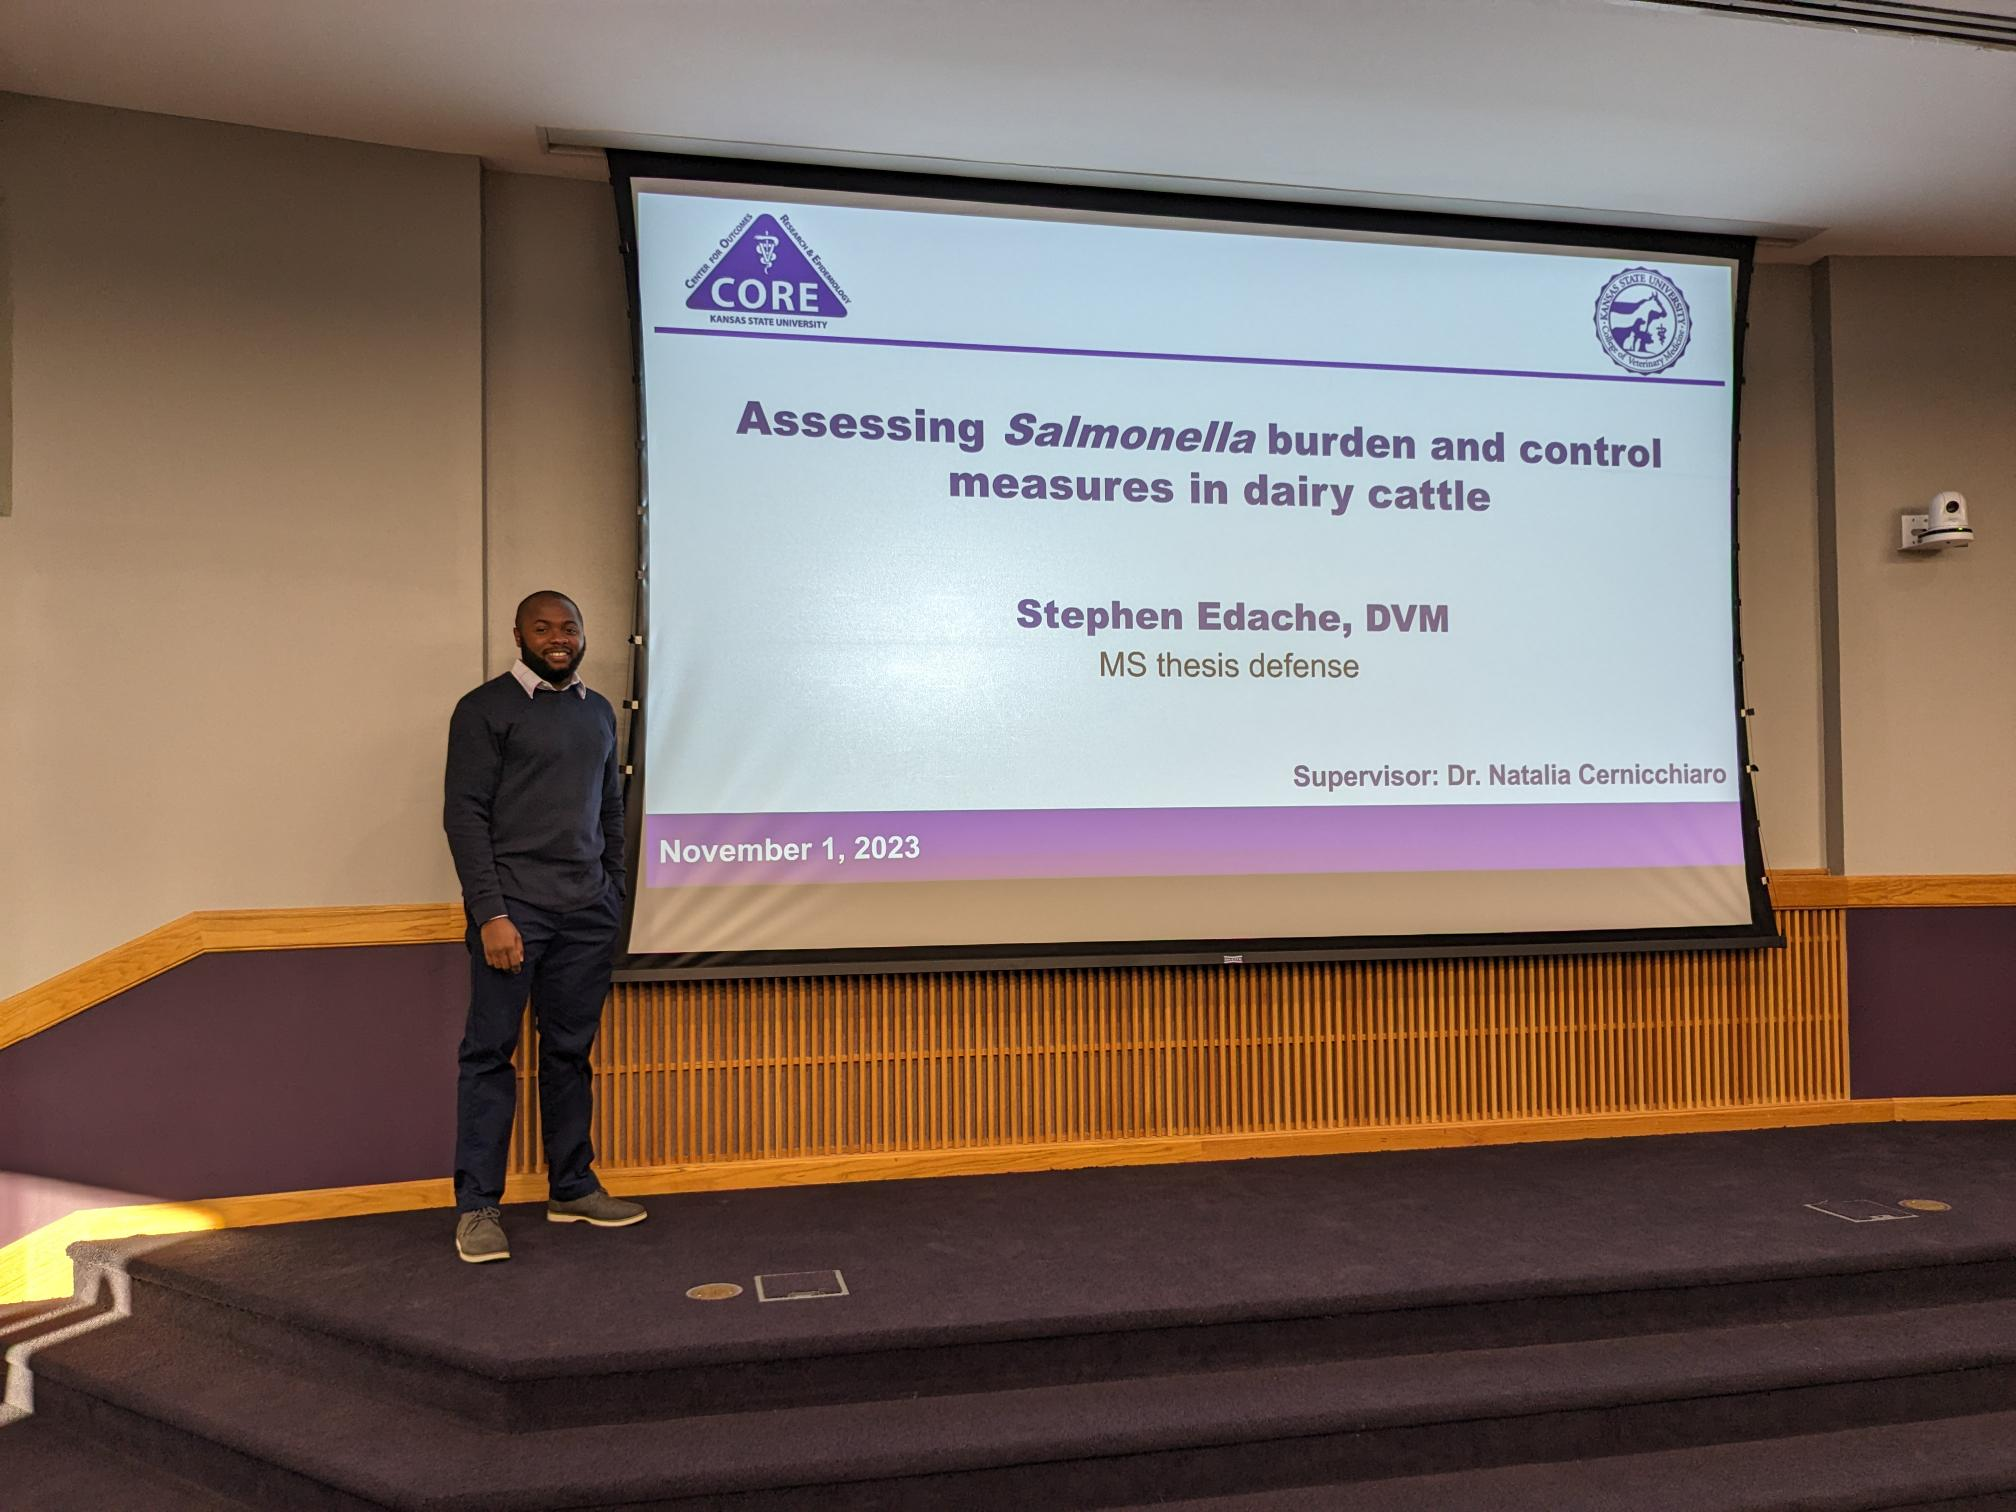 CENTER FOR OUTCOMES
RESEARCH & EPIDEMIOLOGY
CORE
KANSAS STATE UNIVERSITY
KANSAS STATE UNIVERSITY
College of Veterinary Medicine
Assessing Salmonella burden and control
measures in dairy cattle
Stephen Edache, DVM
MS thesis defense
Supervisor: Dr. Natalia Cernicchiaro
November 1, 2023